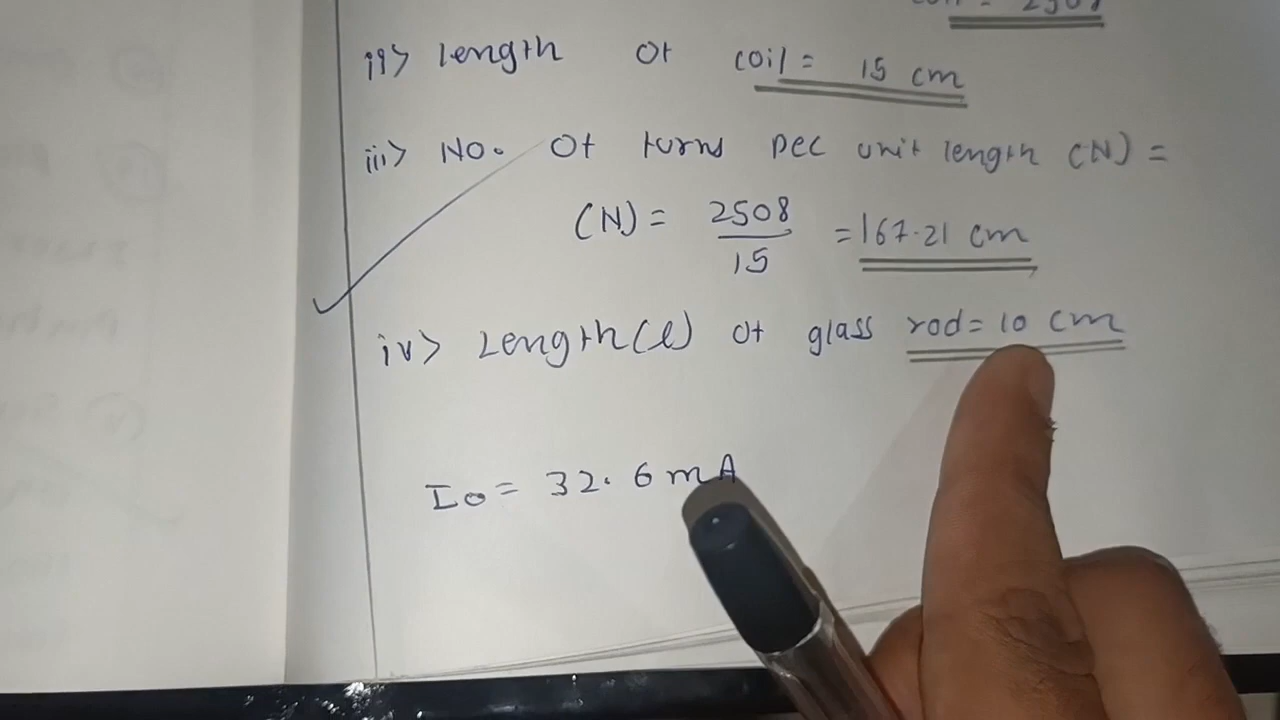 ii> Length of coil = 15 cm
iii> No. of turns per unit length (N) =
(N) = 2508 / 15 = 167.21 cm
iv> Length(l) of glass rod = 10 cm
I0 = 32.6 mA